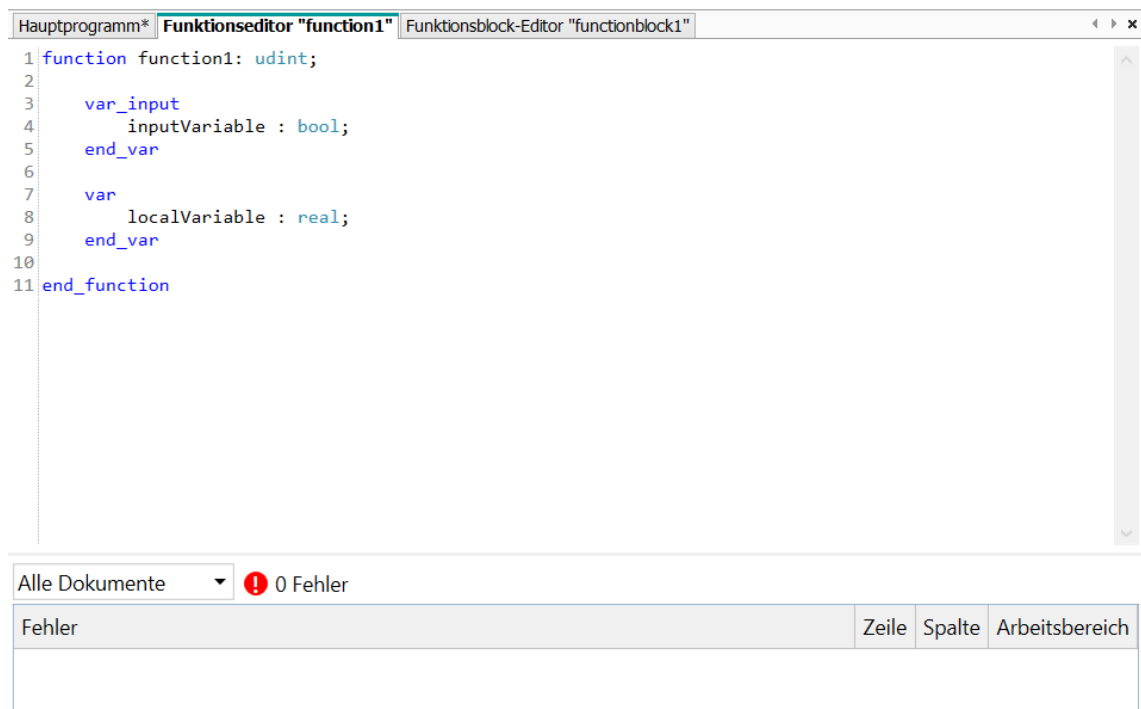 Hauptprogramm* Funktionseditor "function1" Funktionsblock-Editor "functionblock1"
1 function function1: udint;
2
3 var_input
4 inputVariable : bool;
5 end_var
6
7 var
8 localVariable : real;
9 end_var
10
11 end_function
Alle Dokumente 0 Fehler
Fehler Zeile Spalte Arbeitsbereich